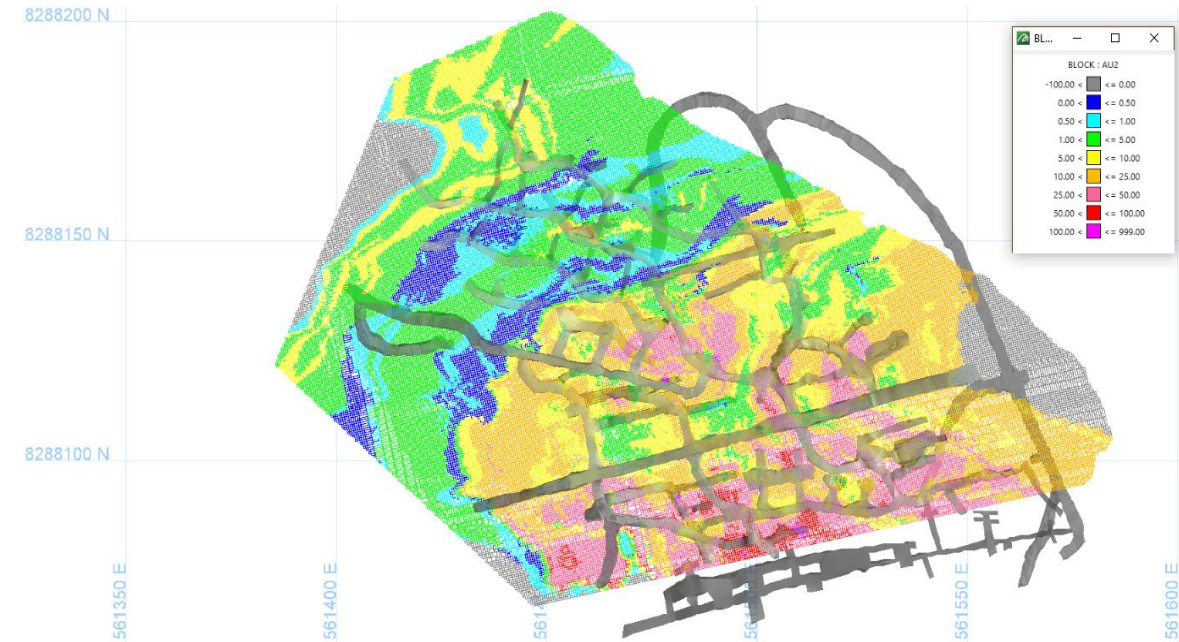 8288200 N
BL...
BLOCK : AU2
-100.00 < <= 0.00
0.00 < <= 0.50
0.50 < <= 1.00
1.00 < <= 5.00
5.00 < <= 10.00
10.00 < <= 25.00
25.00 < <= 50.00
50.00 < <= 100.00
100.00 < <= 999.00
8288150 N
8288100 N
561350 E
561400 E
561550 E
561600 E